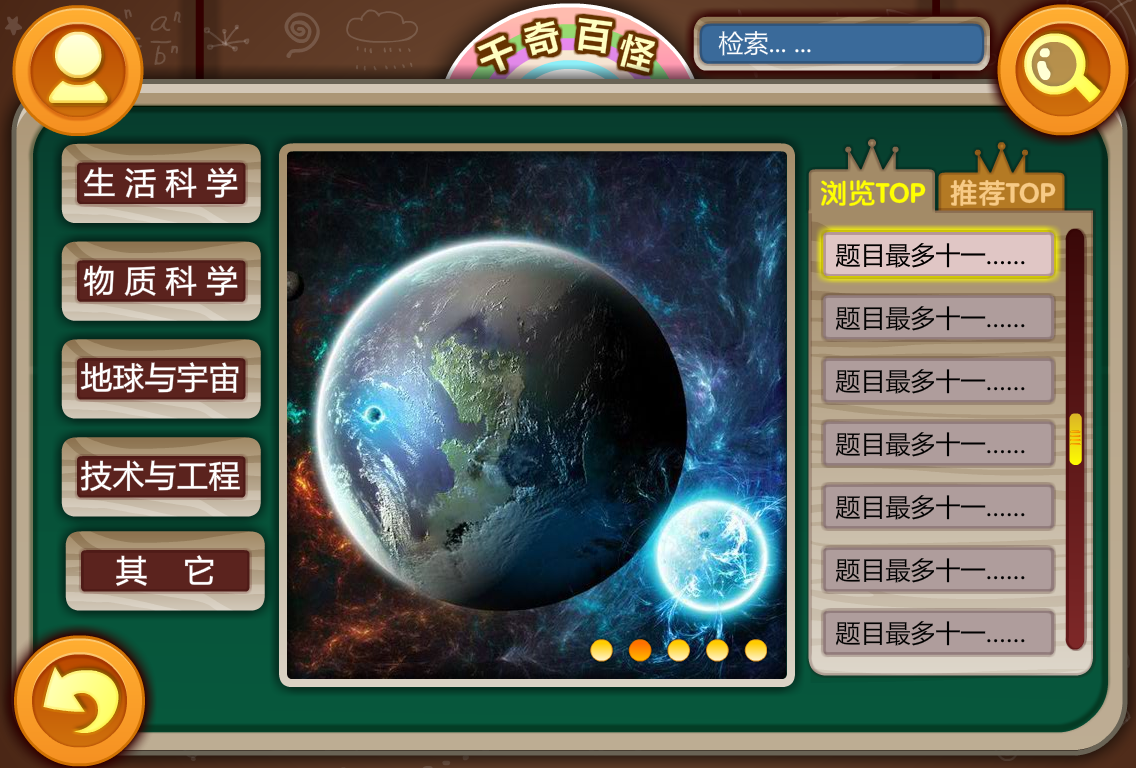 千奇百怪
检索... ...
生活科学
物质科学
地球与宇宙
技术与工程
其 它
浏览TOP
推荐TOP
题目最多十一......
题目最多十一......
题目最多十一......
题目最多十一......
题目最多十一......
题目最多十一......
题目最多十一......